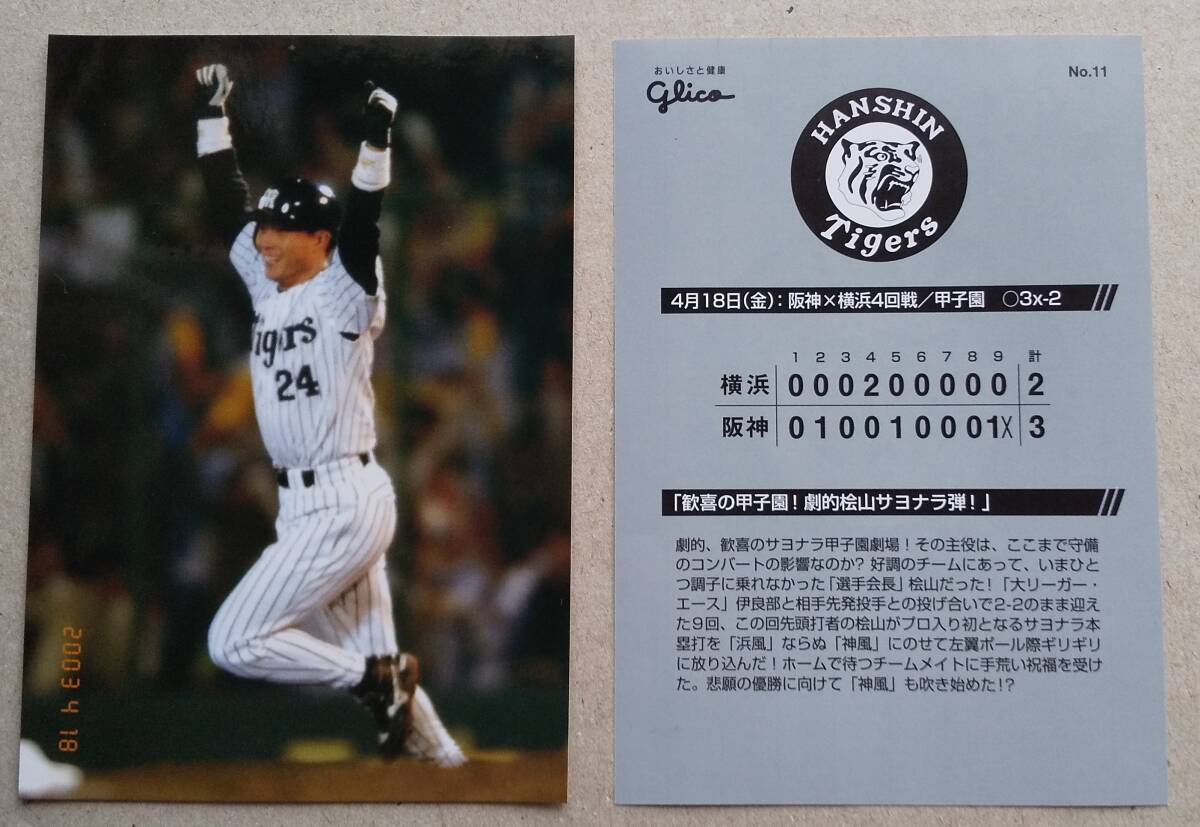 HR
Tigers
24
2003 4 18
おいしさと健康
Glico
No.11
HANSHIN
Tigers
4月18日(金):阪神×横浜4回戦/甲子園 ○3x-2
1 2 3 4 5 6 7 8 9 計
横浜 0 0 0 2 0 0 0 0 0 2
阪神 0 1 0 0 1 0 0 0 1X 3
「歓喜の甲子園!劇的桧山サヨナラ弾!」
劇的、歓喜のサヨナラ甲子園劇場!その主役は、ここまで守備
のコンバートの影響なのか?好調のチームにあって、いまひと
つ調子に乗れなかった「選手会長」桧山だった!「大リーガー・
エース」伊良部と相手先発投手との投げ合いで2-2のまま迎え
た9回、この回先頭打者の桧山がプロ入り初となるサヨナラ本
塁打を「浜風」ならぬ「神風」にのせて左翼ポール際ギリギリ
に放り込んだ!ホームで待つチームメイトに手荒い祝福を受け
た。悲願の優勝に向けて「神風」も吹き始めた!?